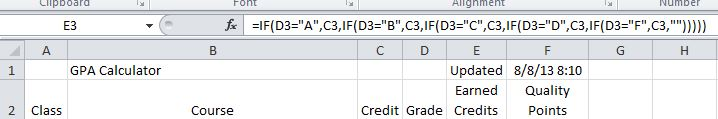 Clipboard Font Alignment
E3 fx =IF(D3="A",C3,IF(D3="B",C3,IF(D3="C",C3,IF(D3="D",C3,IF(D3="F",C3,"")))))
A B C D E F G H
1 GPA Calculator Updated 8/8/13 8:10
Earned Quality
2 Class Course Credit Grade Credits Points